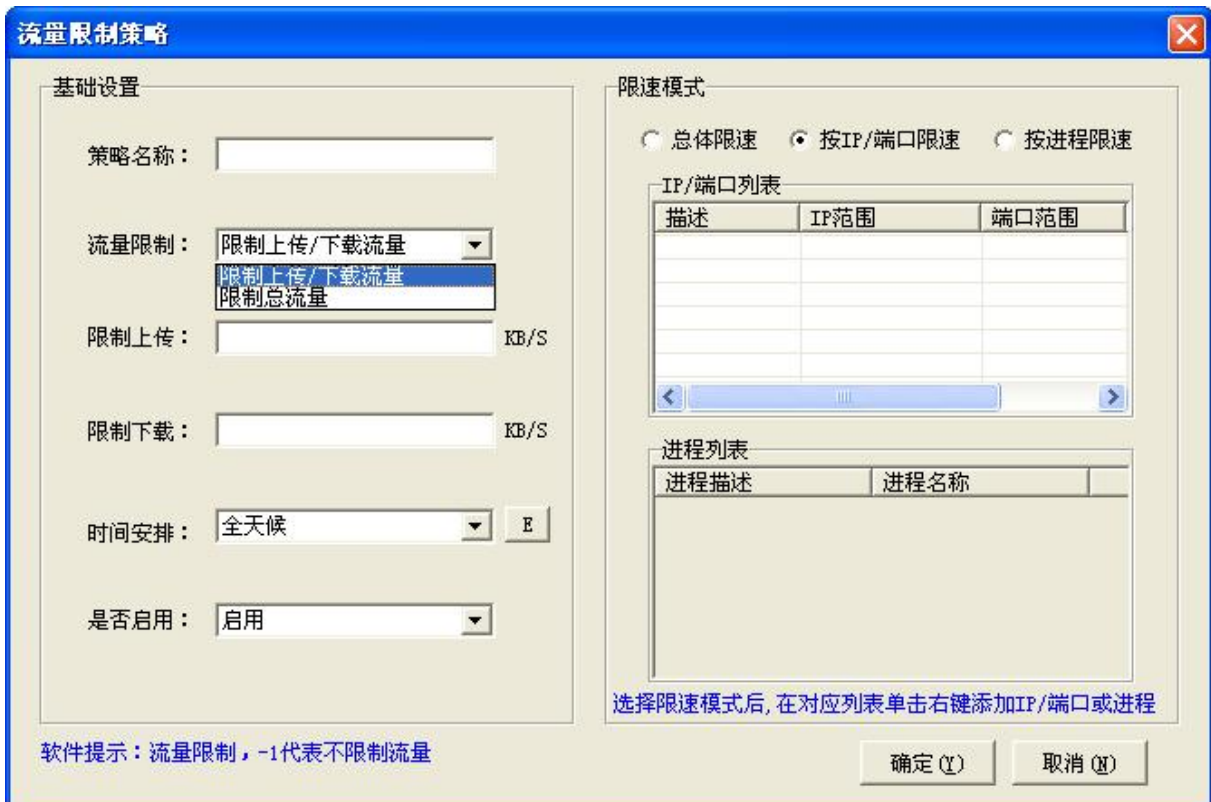 流量限制策略
基础设置
策略名称：
流量限制：
限制上传/下载流量
限制上传/下载流量
限制总流量
限制上传：
KB/S
限制下载：
KB/S
时间安排：
全天候
E
是否启用：
启用
限速模式
总体限速 按IP/端口限速 按进程限速
IP/端口列表
描述 IP范围 端口范围
进程列表
进程描述 进程名称
选择限速模式后,在对应列表单击右键添加IP/端口或进程
软件提示：流量限制，-1代表不限制流量
确定(Y) 取消(N)